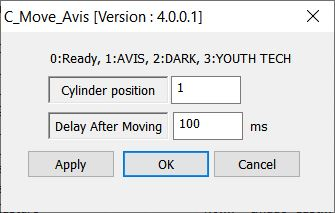 C_Move_Avis [Version : 4.0.0.1]
0:Ready, 1:AVIS, 2:DARK, 3:YOUTH TECH
Cylinder position 1
Delay After Moving 100 ms
Apply OK Cancel